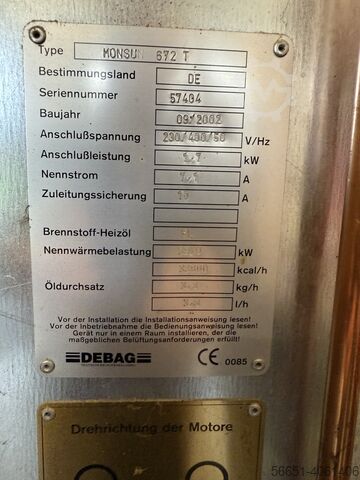 Type MONSUN 672 T
Bestimmungsland DE
Seriennummer 57404
Baujahr 09/2002
Anschlußspannung 230/400/50 V/Hz
Anschlußleistung kW
Nennstrom A
Zuleitungssicherung A
Brennstoff-Heizöl
Nennwärmebelastung kW
kcal/h
Öldurchsatz kg/h
l/h
Vor der Installation die Installationsanweisung lesen!
Vor der Inbetriebnahme die Bedienungsanweisung lesen!
Gerät nur in einem Raum installieren, der die
maßgeblichen Belüftungsanforderungen erfüllt!
DEBAG
CE 0085
Drehrichtung der Motore
56651-4061406